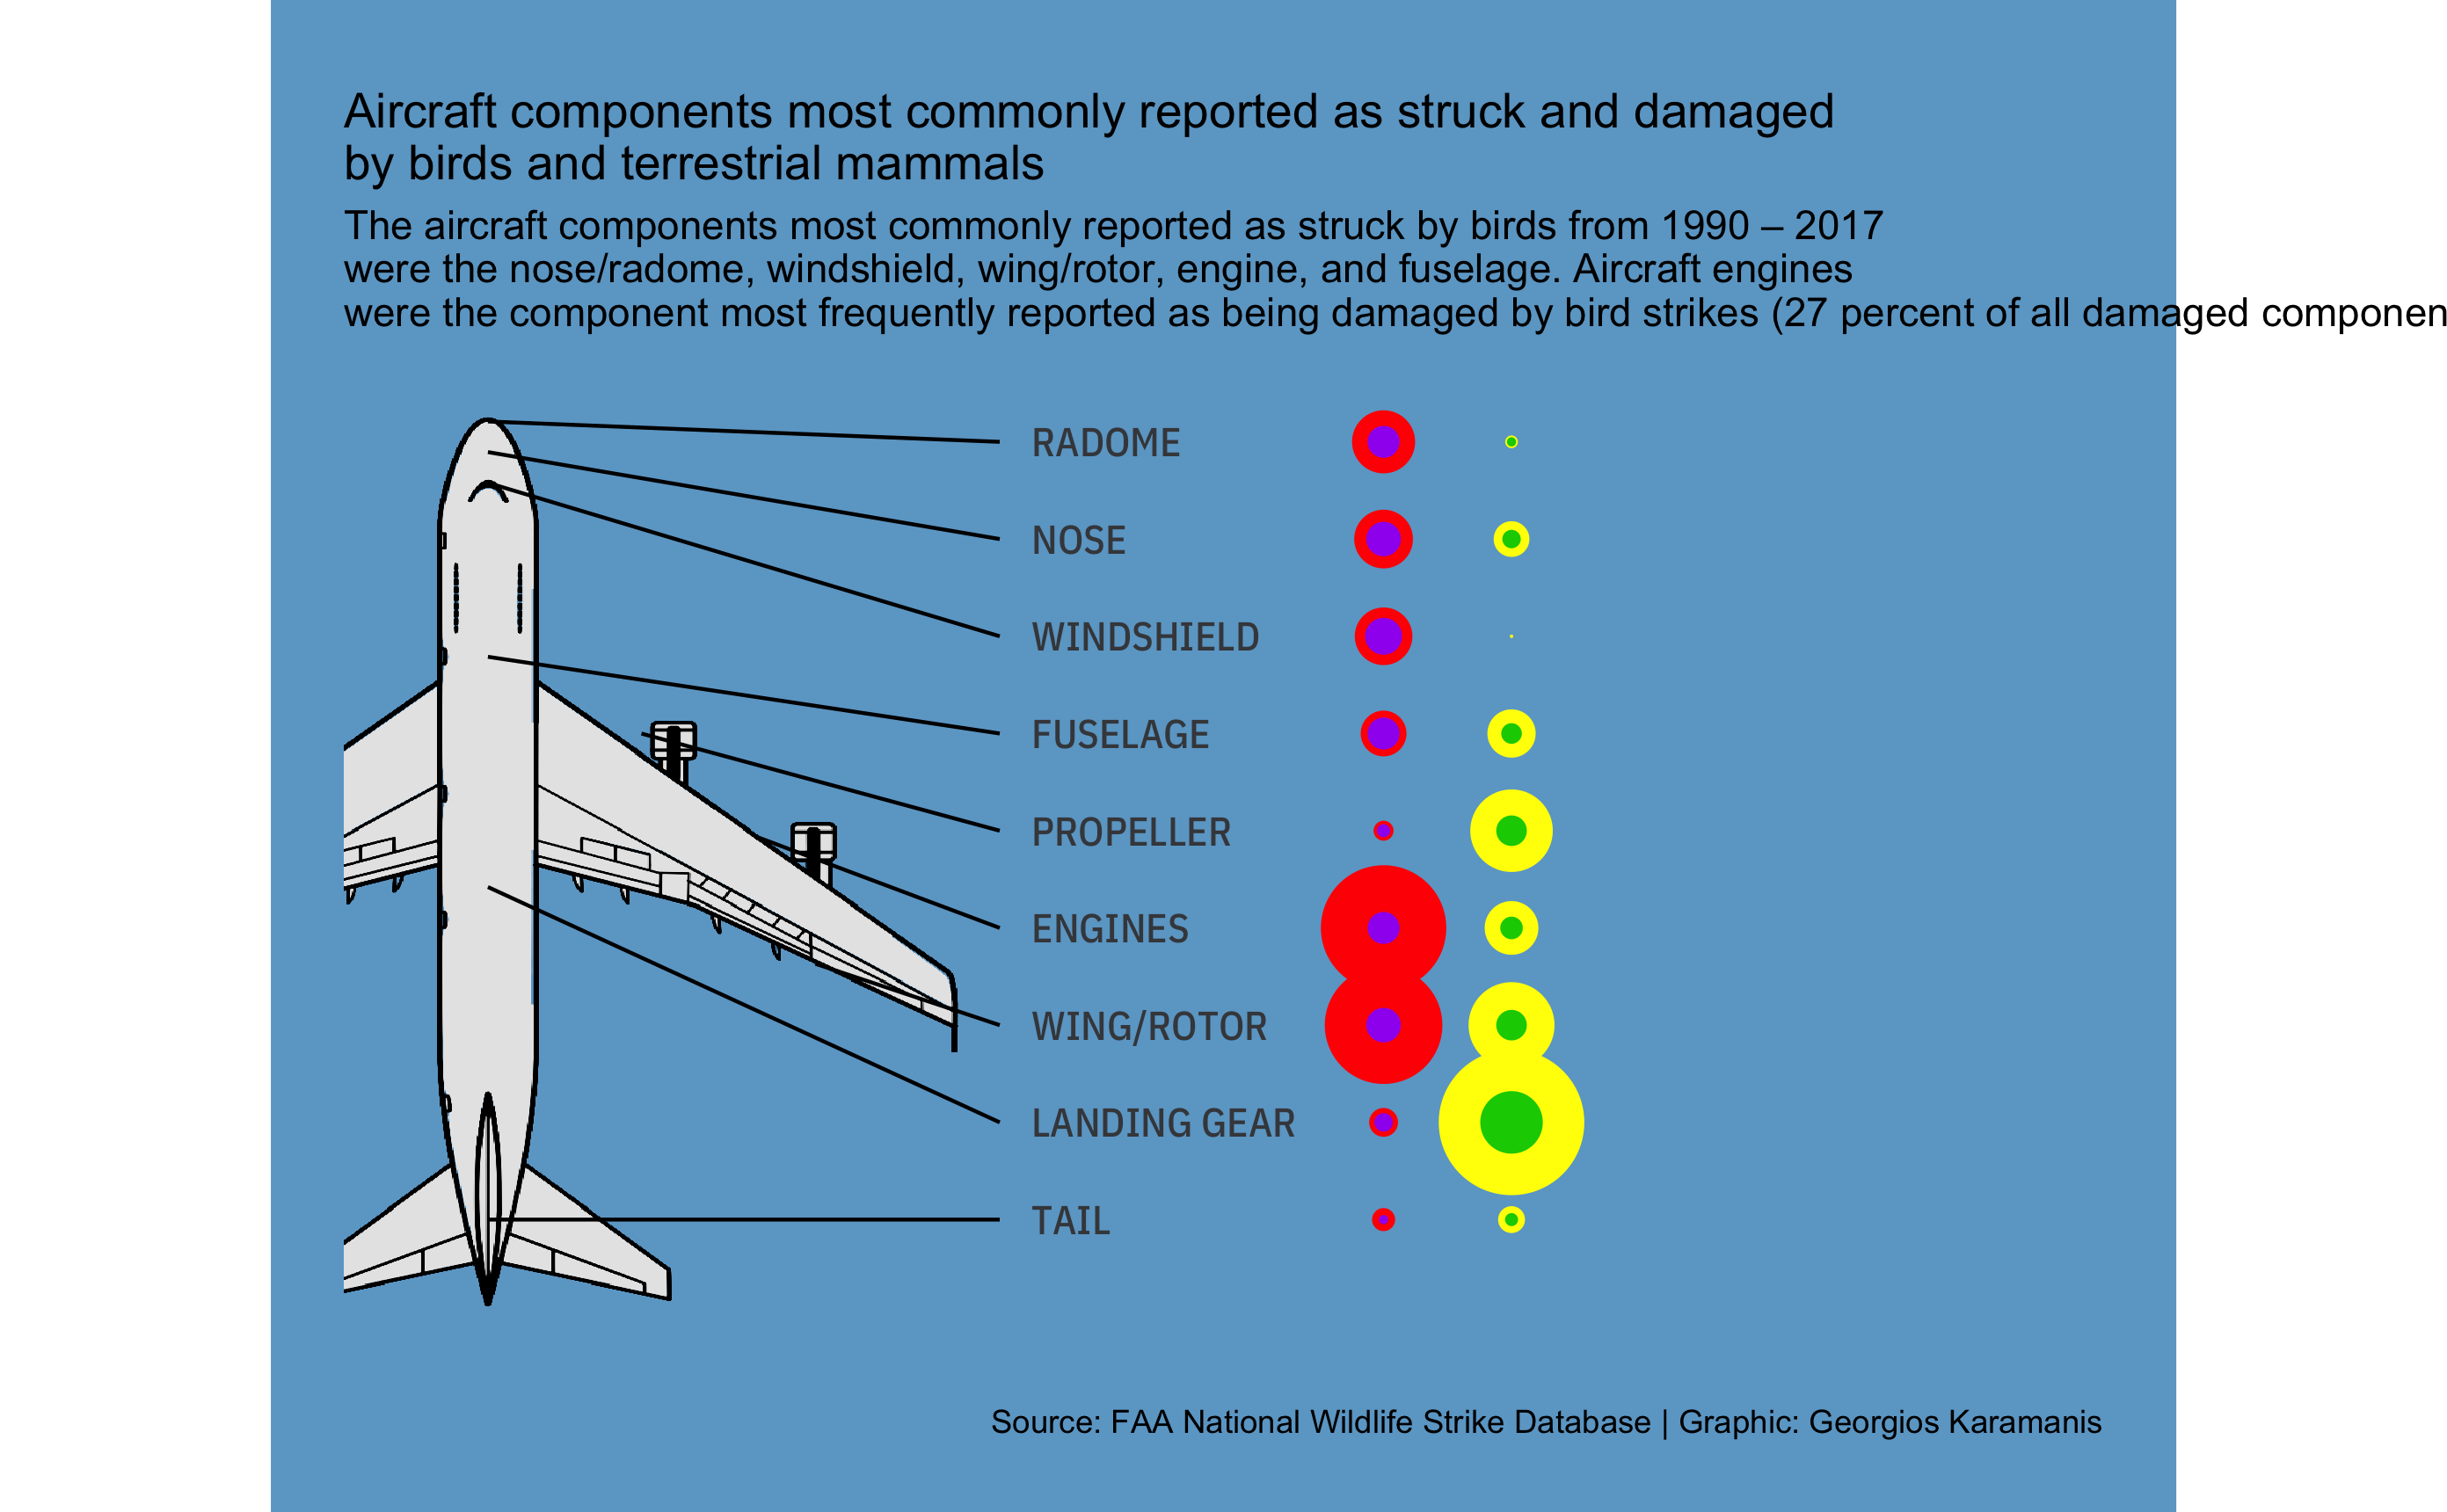 Aircraft components most commonly reported as struck and damaged
by birds and terrestrial mammals
The aircraft components most commonly reported as struck by birds from 1990 – 2017
were the nose/radome, windshield, wing/rotor, engine, and fuselage. Aircraft engines
were the component most frequently reported as being damaged by bird strikes (27 percent of all damaged componen
RADOME
NOSE
WINDSHIELD
FUSELAGE
PROPELLER
ENGINES
WING/ROTOR
LANDING GEAR
TAIL
Source: FAA National Wildlife Strike Database | Graphic: Georgios Karamanis